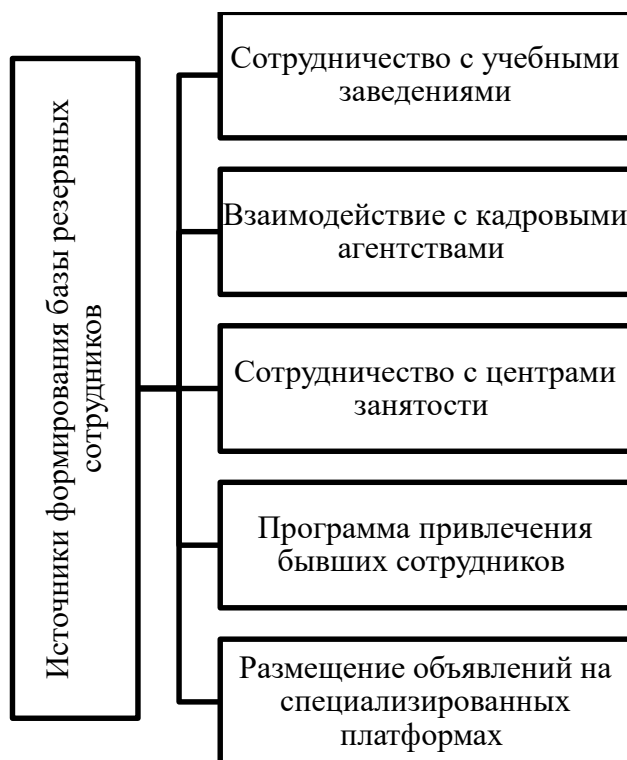 Источники формирования базы резервных
сотрудников
Сотрудничество с учебными
заведениями
Взаимодействие с кадровыми
агентствами
Сотрудничество с центрами
занятости
Программа привлечения
бывших сотрудников
Размещение объявлений на
специализированных
платформах